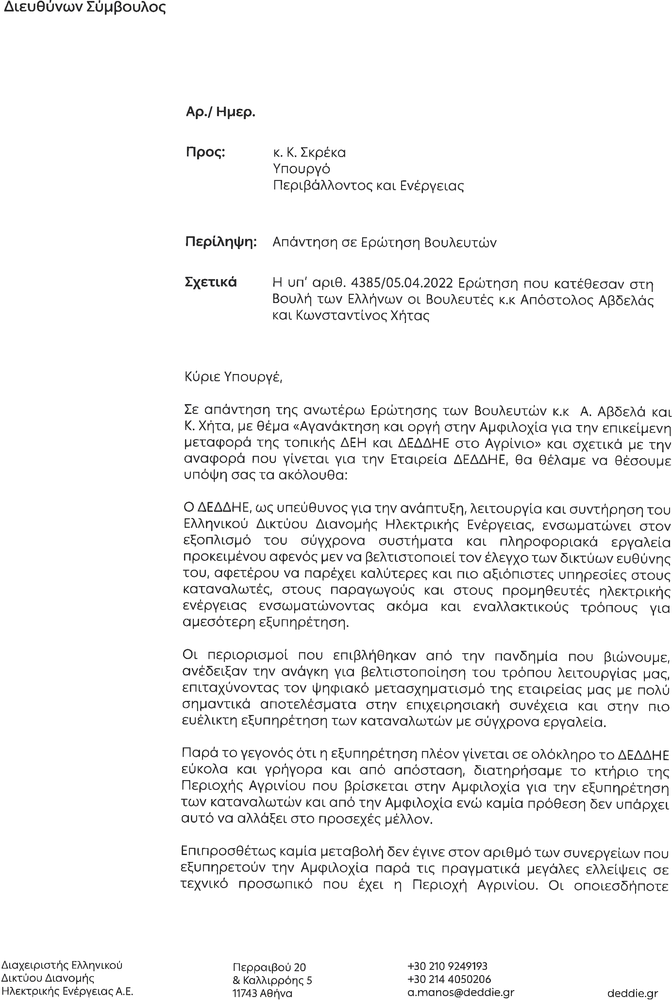 Διευθύνων Σύμβουλος
Αρ./ Ημερ.
Προς: κ. Κ. Σκρέκα
Υπουργό
Περιβάλλοντος και Ενέργειας
Περίληψη: Απάντηση σε Ερώτηση Βουλευτών
Σχετικά Η υπ' αριθ. 4385/05.04.2022 Ερώτηση που κατέθεσαν στη
Βουλή των Ελλήνων οι Βουλευτές κ.κ Απόστολος Αβδελάς
και Κωνσταντίνος Χήτας
Κύριε Υπουργέ,
Σε απάντηση της ανωτέρω Ερώτησης των Βουλευτών κ.κ Α. Αβδελά και
Κ. Χήτα, με θέμα «Αγανάκτηση και οργή στην Αμφιλοχία για την επικείμενη
μεταφορά της τοπικής ΔΕΗ και ΔΕΔΔΗΕ στο Αγρίνιο» και σχετικά με την
αναφορά που γίνεται για την Εταιρεία ΔΕΔΔΗΕ, θα θέλαμε να θέσουμε
υπόψη σας τα ακόλουθα:
Ο ΔΕΔΔΗΕ, ως υπεύθυνος για την ανάπτυξη, λειτουργία και συντήρηση του
Ελληνικού Δικτύου Διανομής Ηλεκτρικής Ενέργειας, ενσωματώνει στον
εξοπλισμό του σύγχρονα συστήματα και πληροφοριακά εργαλεία
προκειμένου αφενός μεν να βελτιστοποιεί τον έλεγχο των δικτύων ευθύνης
του, αφετέρου να παρέχει καλύτερες και πιο αξιόπιστες υπηρεσίες στους
καταναλωτές, στους παραγωγούς και στους προμηθευτές ηλεκτρικής
ενέργειας ενσωματώνοντας ακόμα και εναλλακτικούς τρόπους για
αμεσότερη εξυπηρέτηση.
Οι περιορισμοί που επιβλήθηκαν από την πανδημία που βιώνουμε,
ανέδειξαν την ανάγκη για βελτιστοποίηση του τρόπου λειτουργίας μας,
επιταχύνοντας τον ψηφιακό μετασχηματισμό της εταιρείας μας με πολύ
σημαντικά αποτελέσματα στην επιχειρησιακή συνέχεια και στην πιο
ευέλικτη εξυπηρέτηση των καταναλωτών με σύγχρονα εργαλεία.
Παρά το γεγονός ότι η εξυπηρέτηση πλέον γίνεται σε ολόκληρο το ΔΕΔΔΗΕ
εύκολα και γρήγορα και από απόσταση, διατηρήσαμε το κτήριο της
Περιοχής Αγρινίου που βρίσκεται στην Αμφιλοχία για την εξυπηρέτηση
των καταναλωτών και από την Αμφιλοχία ενώ καμία πρόθεση δεν υπάρχει
αυτό να αλλάξει στο προσεχές μέλλον.
Επιπροσθέτως καμία μεταβολή δεν έγινε στον αριθμό των συνεργείων που
εξυπηρετούν την Αμφιλοχία παρά τις πραγματικά μεγάλες ελλείψεις σε
τεχνικό προσωπικό που έχει η Περιοχή Αγρινίου. Οι οποιεσδήποτε
Διαχειριστής Ελληνικού
Δικτύου Διανομής
Ηλεκτρικής Ενέργειας Α.Ε.
Περραιβού 20
& Καλλιρρόης 5
11743 Αθήνα
+30 210 9249193
+30 214 4050206
a.manos@deddie.gr
deddie.gr